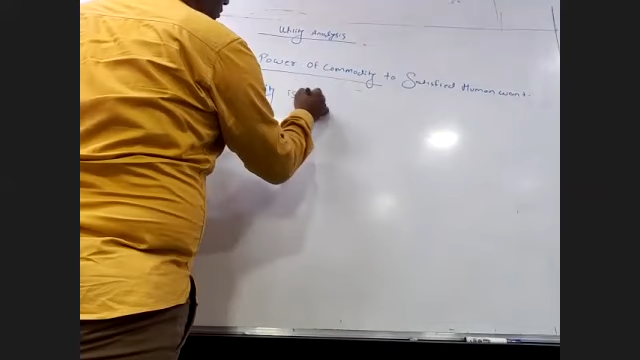 Utility Analysis
Power of Commodity to Satisfied Human want.